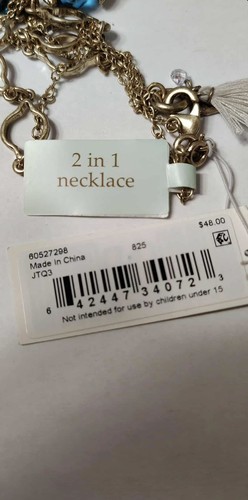 2 in 1
necklace
$48.00
60527298 825
Made in China
JTQ3
6 42447 34072 3
Not intended for use by children under 15